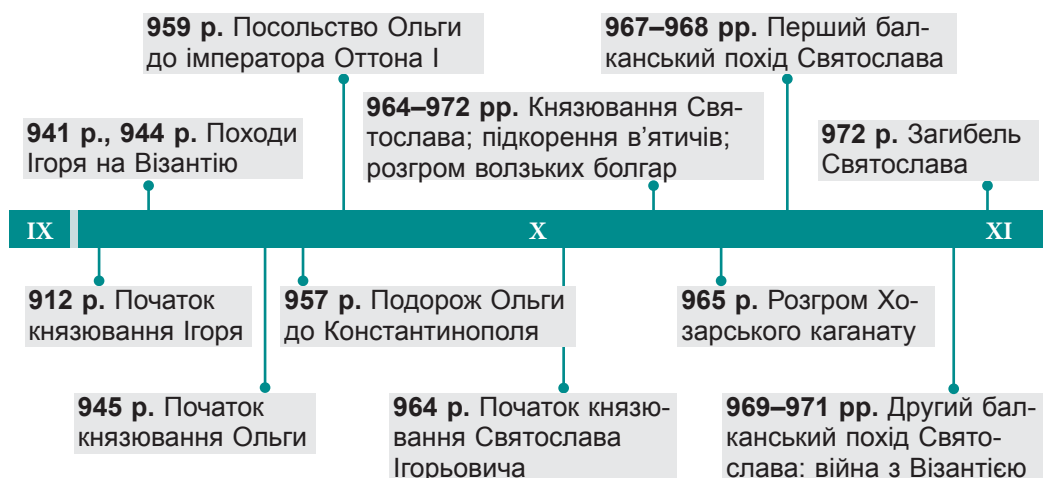 959 р. Посольство Ольги
до імператора Оттона І
967–968 рр. Перший бал-
канський похід Святослава
941 р., 944 р. Походи
Ігоря на Візантію
964–972 рр. Князювання Свя-
тослава; підкорення в’ятичів;
розгром волзьких болгар
972 р. Загибель
Святослава
IX
X
XI
912 р. Початок
князювання Ігоря
957 р. Подорож Ольги
до Константинополя
965 р. Розгром Хо-
зарського каганату
945 р. Початок
князювання Ольги
964 р. Початок князю-
вання Святослава
Ігорьовича
969–971 рр. Другий бал-
канський похід Свято-
слава: війна з Візантією